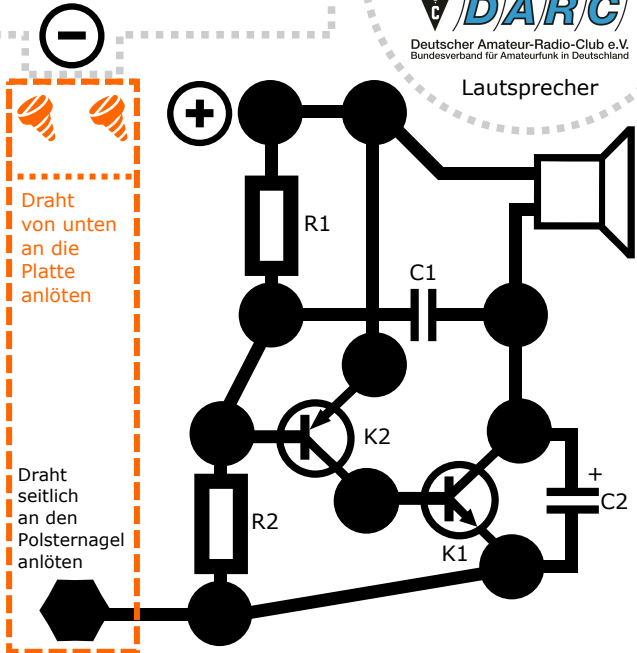 C
DARC
Deutscher Amateur-Radio-Club e.V.
Bundesverband für Amateurfunk in Deutschland
Lautsprecher
−
+
Draht
von unten
an die
Platte
anlöten
R1
C1
K2
Draht
seitlich
an den
Polsternagel
anlöten
R2
K1
+
C2